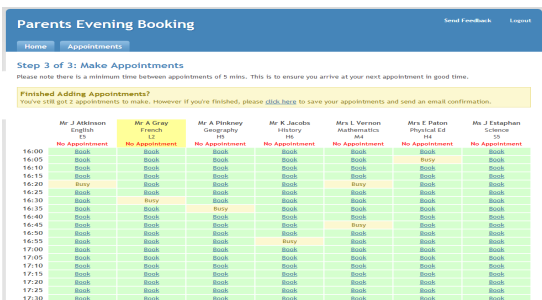 Parents Evening Booking
Send Feedback Logout
Home Appointments
Step 3 of 3: Make Appointments
Please note there is a minimum time between appointments of 5 mins. This is to ensure you arrive at your next appointment in good time.
Finished Adding Appointments?
You've still got 2 appointments to make. However if you're finished, please click here to save your appointments and send an email confirmation.
Mr J Atkinson Mr A Gray Mr A Pinkney Mr K Jacobs Mrs L Vernon Mrs E Paton Ms J Estaphan
English French Geography History Mathematics Physical Ed Science
E5 L2 H5 H6 M4 H4 S5
No Appointment No Appointment No Appointment No Appointment No Appointment No Appointment No Appointment
16:00 Book Book Book Book Book Book Book
16:05 Book Book Book Book Book Busy Book
16:10 Book Book Book Book Book Book Book
16:15 Book Book Book Book Book Book Book
16:20 Busy Book Book Book Busy Book Book
16:25 Book Book Book Book Book Book Book
16:30 Book Busy Book Book Book Book Book
16:35 Book Book Busy Book Book Book Book
16:40 Book Book Book Book Book Book Book
16:45 Book Book Book Book Busy Book Book
16:50 Book Book Book Book Book Book Book
16:55 Book Book Book Busy Book Book Book
17:00 Book Book Book Book Book Book Book
17:05 Book Book Book Book Book Book Book
17:10 Book Book Book Book Book Book Book
17:15 Book Book Book Book Book Book Book
17:20 Book Book Book Book Book Book Book
17:25 Book Book Book Book Book Book Book
17:30 Book Book Book Book Book Book Book